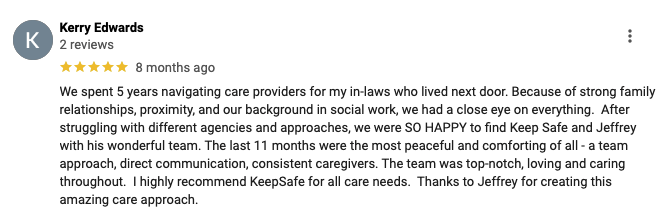 K
Kerry Edwards
2 reviews
8 months ago
We spent 5 years navigating care providers for my in-laws who lived next door. Because of strong family
relationships, proximity, and our background in social work, we had a close eye on everything.  After
struggling with different agencies and approaches, we were SO HAPPY to find Keep Safe and Jeffrey
with his wonderful team. The last 11 months were the most peaceful and comforting of all - a team
approach, direct communication, consistent caregivers. The team was top-notch, loving and caring
throughout.  I highly recommend KeepSafe for all care needs.  Thanks to Jeffrey for creating this
amazing care approach.